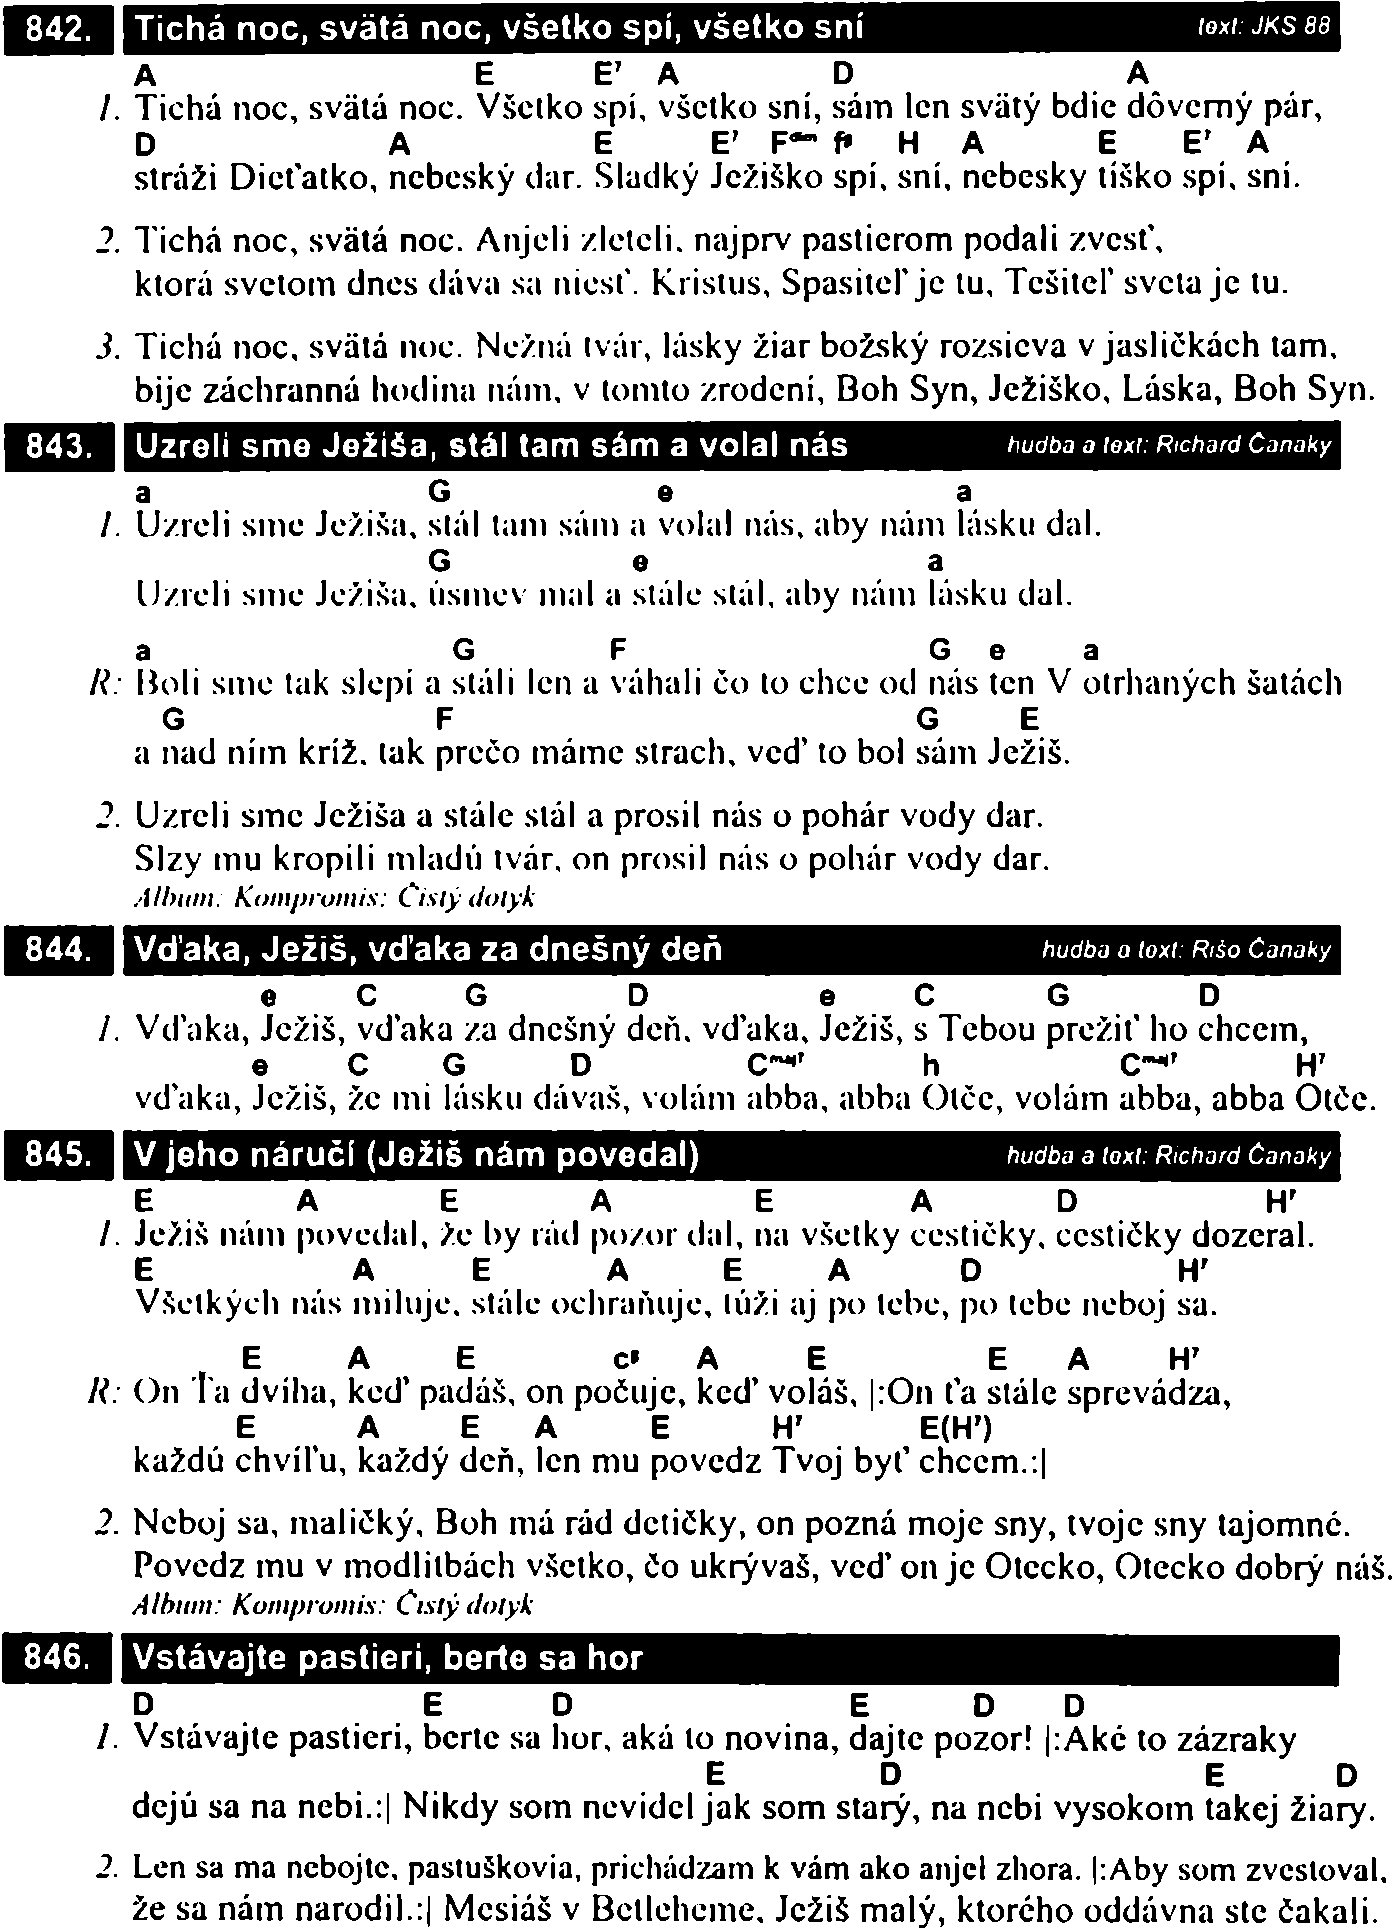 842. Tichá noc, svätá noc, všetko spí, všetko sní text: JKS 88
A E E7 A D A
1. Tichá noc, svätá noc. Všetko spí, všetko sní, sám len svätý bdie dôverný pár,
D A E E7 Fdim f# H A E E7 A
stráži Dieťatko, nebeský dar. Sladký Ježiško spí, sní, nebesky tíško spí, sní.
2. Tichá noc, svätá noc. Anjeli zleteli, najprv pastierom podali zvesť,
ktorá svetom dnes dáva sa niesť. Kristus, Spasiteľ je tu, Tešiteľ sveta je tu.
3. Tichá noc, svätá noc. Nežná tvár, lásky žiar božský rozsieva v jasličkách tam,
bije záchranná hodina nám, v tomto zrodení, Boh Syn, Ježiško, Láska, Boh Syn.
843. Uzreli sme Ježiša, stál tam sám a volal nás hudba a text: Richard Čanaky
a G e a
1. Uzreli sme Ježiša, stál tam sám a volal nás, aby nám lásku dal.
G e a
Uzreli sme Ježiša, úsmev mal a stále stál, aby nám lásku dal.
a G F G e a
R: Boli sme tak slepí a stáli len a váhali čo to chce od nás ten V otrhaných šatách
G F G E
a nad ním kríž, tak prečo máme strach, veď to bol sám Ježiš.
2. Uzreli sme Ježiša a stále stál a prosil nás o pohár vody dar.
Slzy mu kropili mladú tvár, on prosil nás o pohár vody dar.
Album: Kompromis: Čistý dotyk
844. Vďaka, Ježiš, vďaka za dnešný deň hudba a text: Rišo Čanaky
e C G D e C G D
1. Vďaka, Ježiš, vďaka za dnešný deň, vďaka, Ježiš, s Tebou prežiť ho chcem,
e C G D Cmaj7 h Cmaj7 H7
vďaka, Ježiš, že mi lásku dávaš, volám abba, abba Otče, volám abba, abba Otče.
845. V jeho náručí (Ježiš nám povedal) hudba a text: Richard Čanaky
E A E A E A D H7
1. Ježiš nám povedal, že by rád pozor dal, na všetky cestičky, cestičky dozeral.
E A E A E A D H7
Všetkých nás miluje, stále ochraňuje, túži aj po tebe, po tebe neboj sa.
E A E c# A E E A H7
R: On Ťa dvíha, keď padáš, on počuje, keď voláš, |:On ťa stále sprevádza,
E A E A E H7 E(H7)
každú chvíľu, každý deň, len mu povedz Tvoj byť chcem.:|
2. Neboj sa, maličký, Boh má rád detičky, on pozná moje sny, tvoje sny tajomné.
Povedz mu v modlitbách všetko, čo ukrývaš, veď on je Otecko, Otecko dobrý náš.
Album: Kompromis: Čistý dotyk
846. Vstávajte pastieri, berte sa hor
D E D E D D
1. Vstávajte pastieri, berte sa hor, aká to novina, dajte pozor! |:Aké to zázraky
E D E D
dejú sa na nebi.:| Nikdy som nevidel jak som starý, na nebi vysokom takej žiary.
2. Len sa ma nebojte, pastuškovia, prichádzam k vám ako anjel zhora. |:Aby som zvestoval,
že sa nám narodil.:| Mesiáš v Betleheme, Ježiš malý, ktorého oddávna ste čakali.